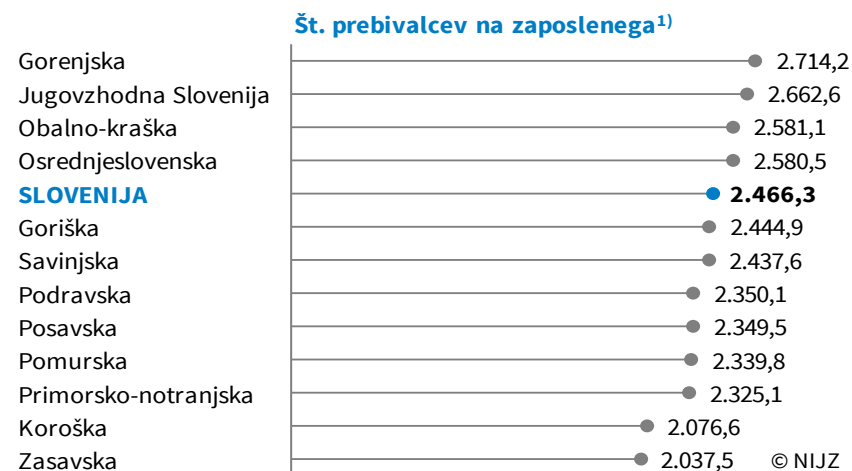 Št. prebivalcev na zaposlenega¹⁾
Gorenjska 2.714,2
Jugovzhodna Slovenija 2.662,6
Obalno-kraška 2.581,1
Osrednjeslovenska 2.580,5
SLOVENIJA 2.466,3
Goriška 2.444,9
Savinjska 2.437,6
Podravska 2.350,1
Posavska 2.349,5
Pomurska 2.339,8
Primorsko-notranjska 2.325,1
Koroška 2.076,6
Zasavska 2.037,5 © NIJZ